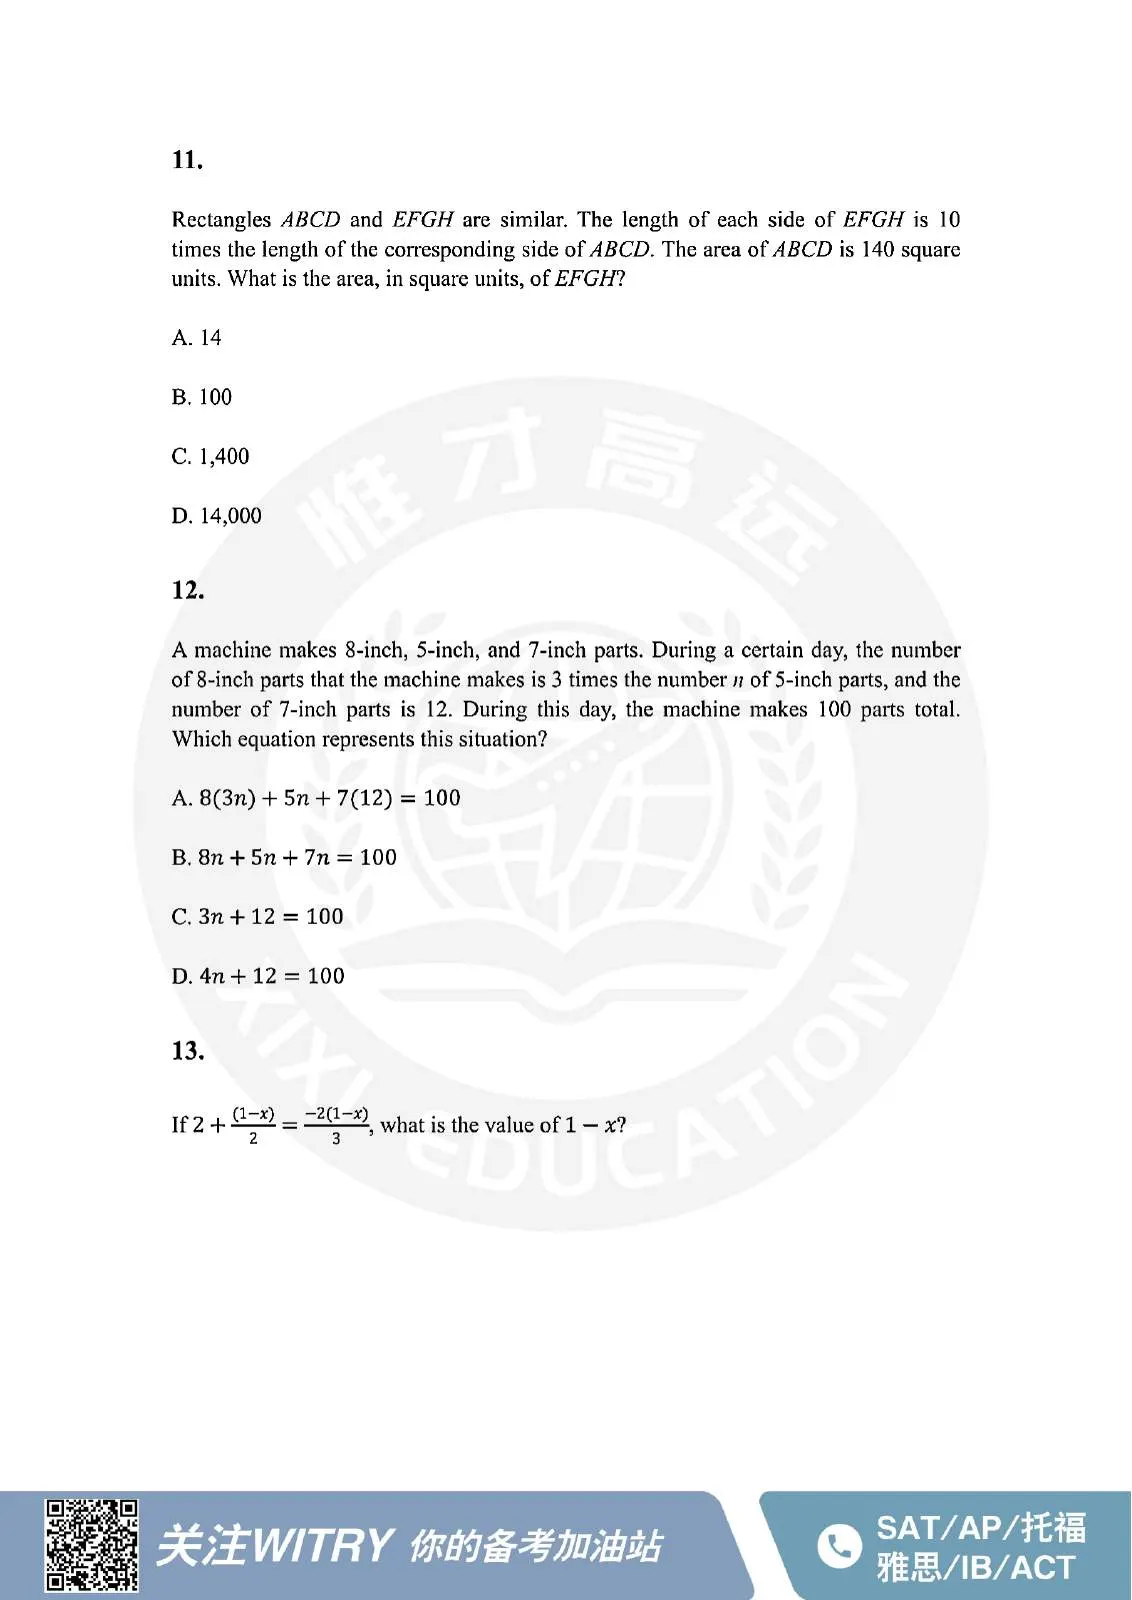 11.
Rectangles ABCD and EFGH are similar. The length of each side of EFGH is 10
times the length of the corresponding side of ABCD. The area of ABCD is 140 square
units. What is the area, in square units, of EFGH?
A. 14
B. 100
C. 1,400
D. 14,000
12.
A machine makes 8-inch, 5-inch, and 7-inch parts. During a certain day, the number
of 8-inch parts that the machine makes is 3 times the number n of 5-inch parts, and the
number of 7-inch parts is 12. During this day, the machine makes 100 parts total.
Which equation represents this situation?
A. 8(3n) + 5n + 7(12) = 100
B. 8n + 5n + 7n = 100
C. 3n + 12 = 100
D. 4n + 12 = 100
13.
If 2 + (1−x)/2 = −2(1−x)/3, what is the value of 1 − x?
惟才高远
XIXI EDUCATION
关注WITRY 你的备考加油站
SAT/AP/托福
雅思/IB/ACT